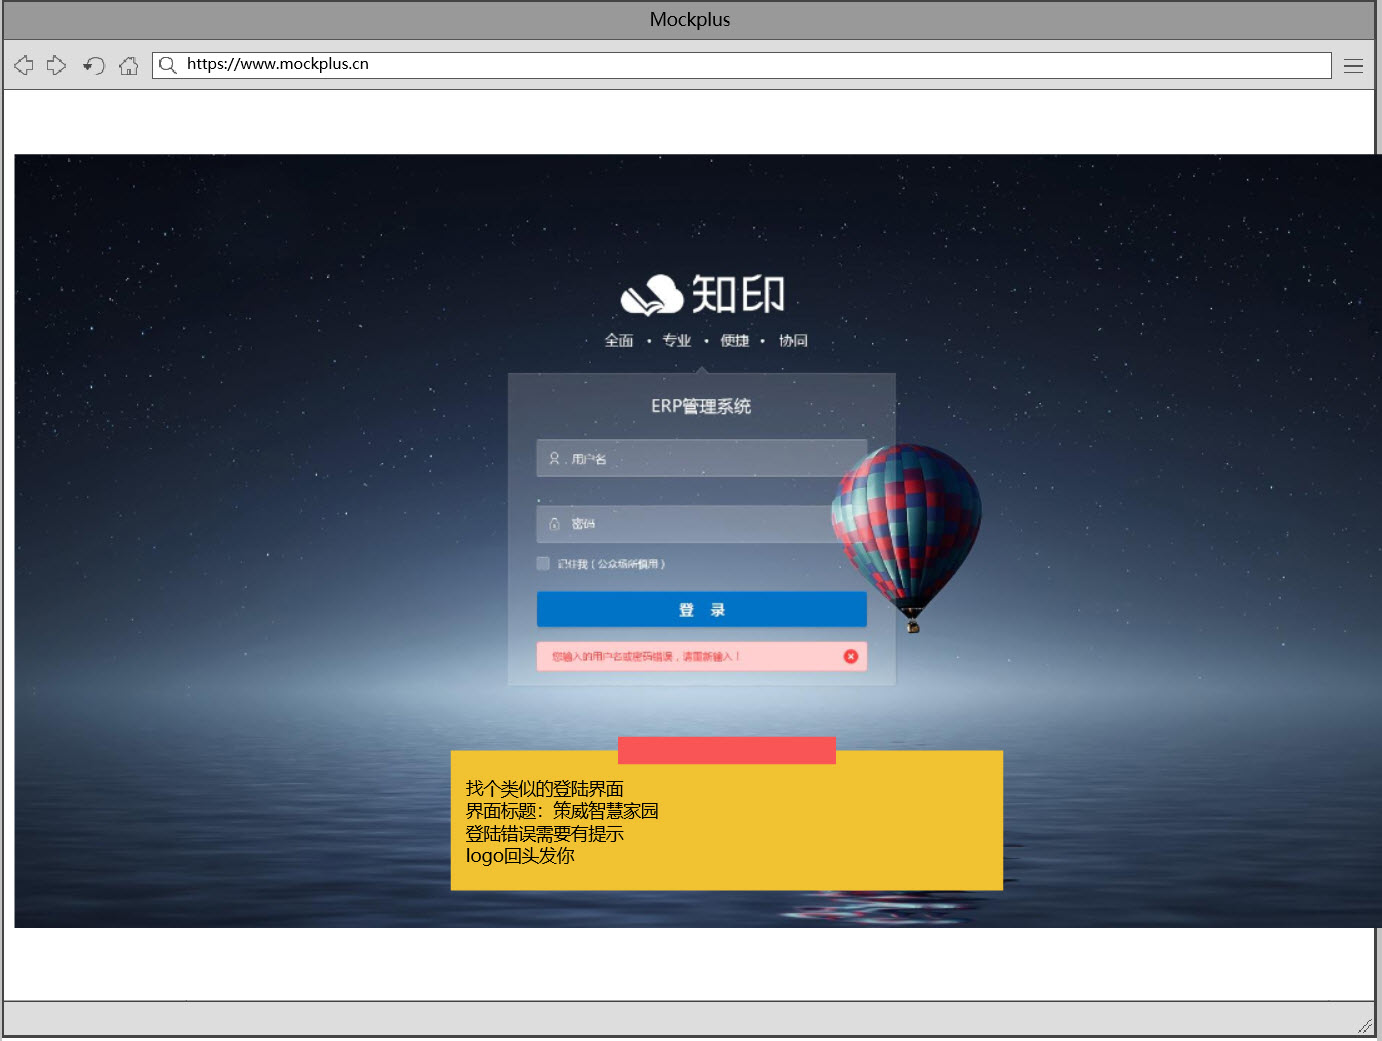 Mockplus
https://www.mockplus.cn
知印
全面 • 专业 • 便捷 • 协同
ERP管理系统
用户名
密码
记住我（公众场所慎用）
登 录
您输入的用户名或密码错误，请重新输入！
找个类似的登陆界面
界面标题：策威智慧家园
登陆错误需要有提示
logo回头发你